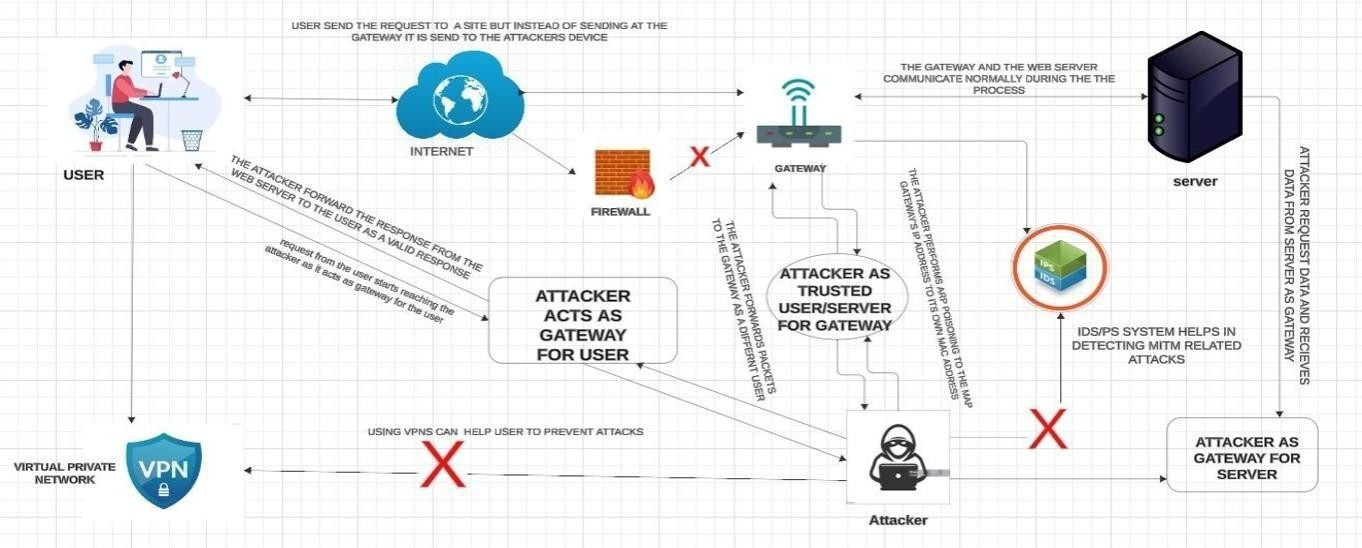 USER SEND THE REQUEST TO A SITE BUT INSTEAD OF SENDING AT THE
GATEWAY IT IS SEND TO THE ATTACKERS DEVICE
THE GATEWAY AND THE WEB SERVER
COMMUNICATE NORMALLY DURING THE THE
PROCESS
INTERNET
GATEWAY
USER
server
FIREWALL
THE ATTACKER FORWARD THE RESPONSE FROM THE
WEB SERVER TO THE USER AS A VALID RESPONSE
request from the user starts reaching the
attacker as it acts as gateway for the user
ATTACKER
ACTS AS
GATEWAY
FOR USER
THE ATTACKER FORWARDS PACKETS
TO THE GATEWAY AS A DIFFERNT USER
ATTACKER AS
TRUSTED
USER/SERVER
FOR GATEWAY
THE ATTACKER P[ERFORMS ARP POISONING TO THE MAP
GATEWAY'S IP ADDRESS TO ITS OWN MAC ADDRESS
IPS
IDS
IDS/PS SYSTEM HELPS IN
DETECTING MITM RELATED
ATTACKS
ATTACKER REQUEST DATA AND RECIEVES
DATA FROM SERVER AS GATEWAY
USING VPNS CAN HELP USER TO PREVENT ATTACKS
VIRTUAL PRIVATE
NETWORK
VPN
Attacker
ATTACKER AS
GATEWAY FOR
SERVER